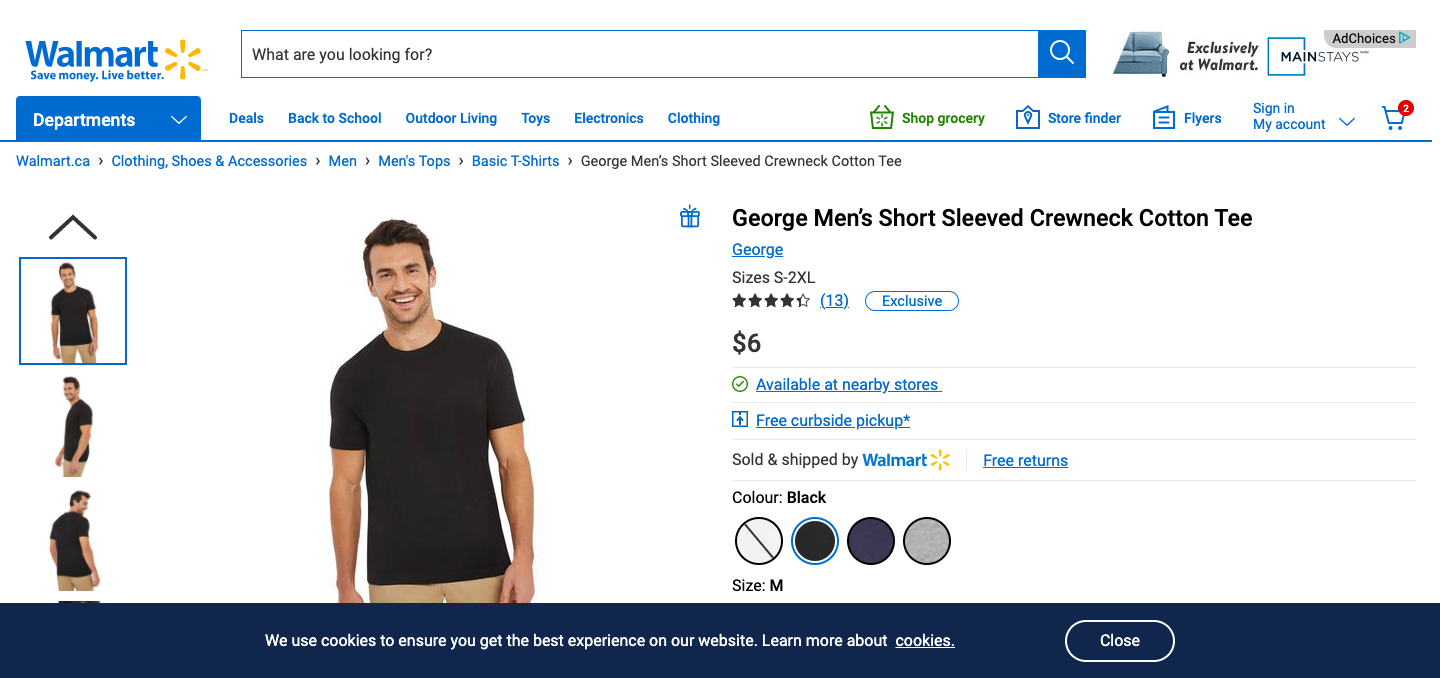 Walmart
Save money. Live better.
What are you looking for?
Exclusively
at Walmart.
MAINSTAYS
AdChoices
Departments
Deals
Back to School
Outdoor Living
Toys
Electronics
Clothing
Shop grocery
Store finder
Flyers
Sign in
My account
2
Walmart.ca › Clothing, Shoes & Accessories › Men › Men's Tops › Basic T-Shirts › George Men’s Short Sleeved Crewneck Cotton Tee
George Men’s Short Sleeved Crewneck Cotton Tee
George
Sizes S-2XL
(13) Exclusive
$6
Available at nearby stores
Free curbside pickup*
Sold & shipped by Walmart Free returns
Colour: Black
Size: M
We use cookies to ensure you get the best experience on our website. Learn more about cookies. Close